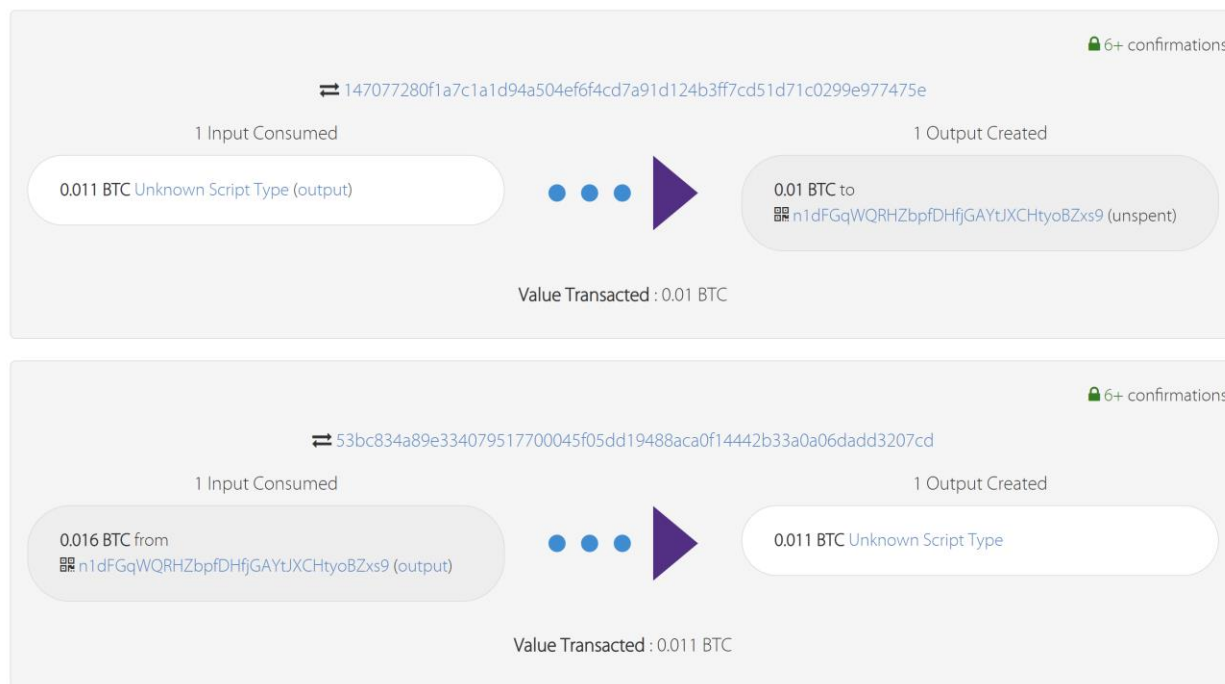 6+ confirmations
147077280f1a7c1a1d94a504ef6f4cd7a91d124b3ff7cd51d71c0299e977475e
1 Input Consumed
1 Output Created
0.011 BTC Unknown Script Type (output)
0.01 BTC to
n1dFGqWQRHZbpfDHfjGAYtJXCHtyoBZxs9 (unspent)
Value Transacted : 0.01 BTC
6+ confirmations
53bc834a89e334079517700045f05dd19488aca0f14442b33a0a06dadd3207cd
1 Input Consumed
1 Output Created
0.016 BTC from
n1dFGqWQRHZbpfDHfjGAYtJXCHtyoBZxs9 (output)
0.011 BTC Unknown Script Type
Value Transacted : 0.011 BTC